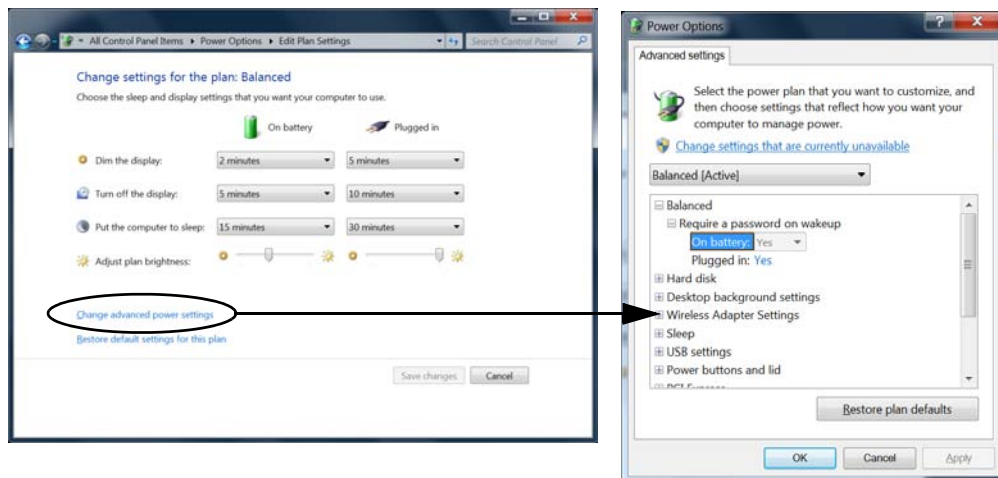 All Control Panel Items ▸ Power Options ▸ Edit Plan Settings
Search Control Panel
Change settings for the plan: Balanced
Choose the sleep and display settings that you want your computer to use.
On battery Plugged in
Dim the display: 2 minutes 5 minutes
Turn off the display: 5 minutes 10 minutes
Put the computer to sleep: 15 minutes 30 minutes
Adjust plan brightness:
Change advanced power settings
Restore default settings for this plan
Save changes Cancel
Power Options
Advanced settings
Select the power plan that you want to customize, and
then choose settings that reflect how you want your
computer to manage power.
Change settings that are currently unavailable
Balanced [Active]
Balanced
Require a password on wakeup
On battery: Yes
Plugged in: Yes
Hard disk
Desktop background settings
Wireless Adapter Settings
Sleep
USB settings
Power buttons and lid
PCI Express
Restore plan defaults
OK Cancel Apply